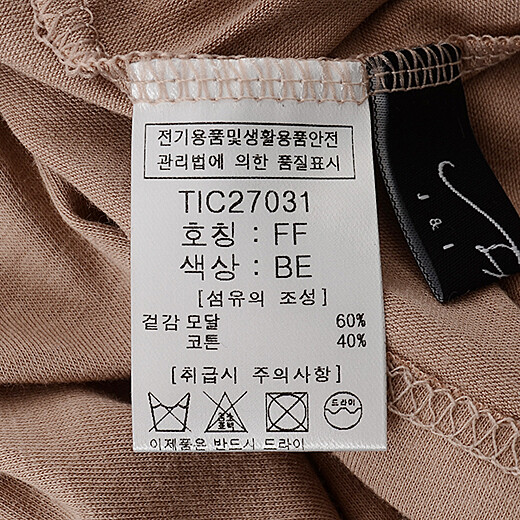 전기용품및생활용품안전
관리법에 의한 품질표시
TIC27031
호칭 : FF
색상 : BE
[섬유의 조성]
겉감 모달 60%
코튼 40%
[취급시 주의사항]
드라이
이제품은 반드시 드라이
J & I